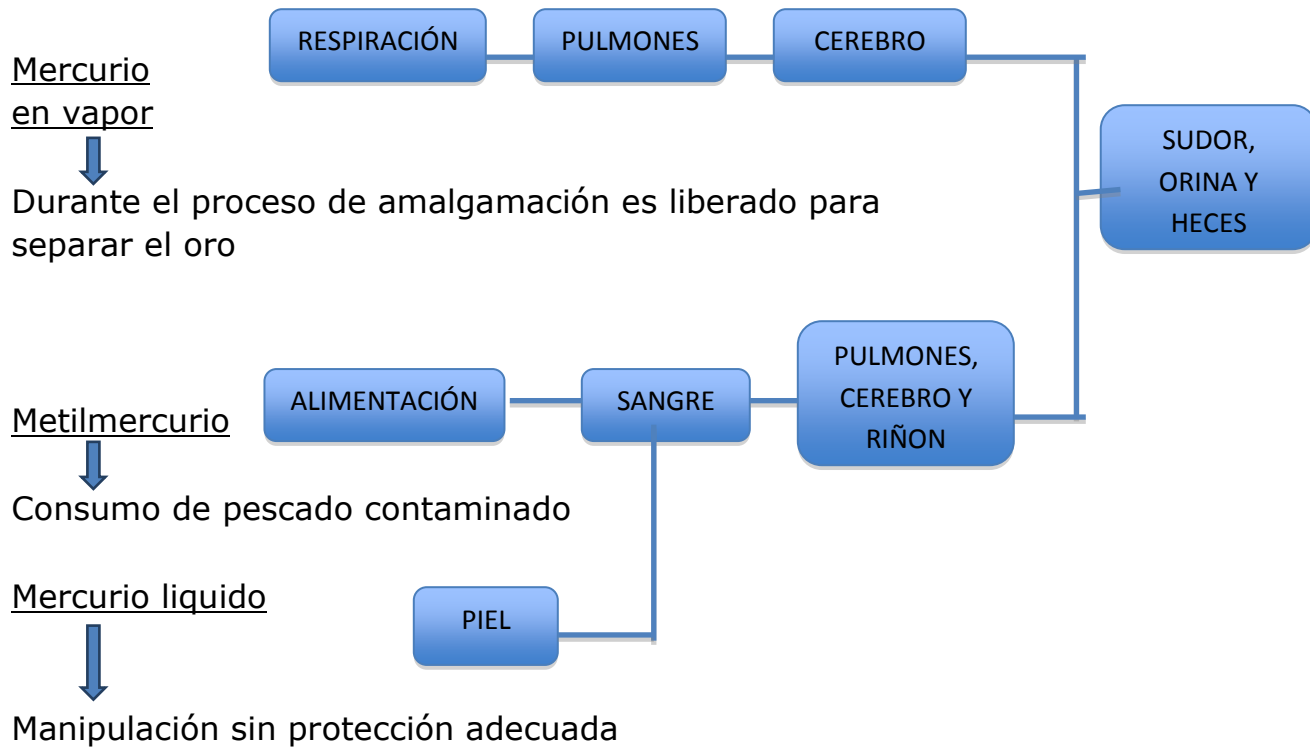 RESPIRACIÓN
PULMONES
CEREBRO
Mercurio
en vapor
SUDOR,
ORINA Y
HECES
Durante el proceso de amalgamación es liberado para
separar el oro
PULMONES,
CEREBRO Y
RIÑON
ALIMENTACIÓN
SANGRE
Metilmercurio
Consumo de pescado contaminado
Mercurio liquido
PIEL
Manipulación sin protección adecuada